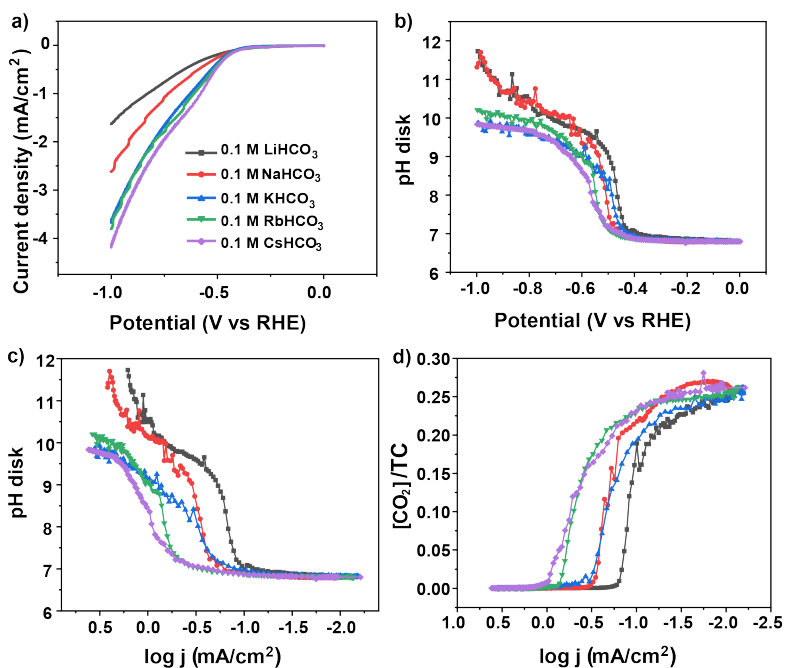 a)
0
-1
-2
-3
-4
Current density (mA/cm²)
0.1 M LiHCO₃
0.1 M NaHCO₃
0.1 M KHCO₃
0.1 M RbHCO₃
0.1 M CsHCO₃
-1.0 -0.5 0.0
Potential (V vs RHE)
b)
12
11
10
9
8
7
6
pH disk
-1.0 -0.8 -0.6 -0.4 -0.2 0.0
Potential (V vs RHE)
c)
12
11
10
9
8
7
6
pH disk
0.5 0.0 -0.5 -1.0 -1.5 -2.0
log j (mA/cm²)
d)
0.30
0.25
0.20
0.15
0.10
0.05
0.00
[CO₂]/TC
1.0 0.5 0.0 -0.5 -1.0 -1.5 -2.0 -2.5
log j (mA/cm²)